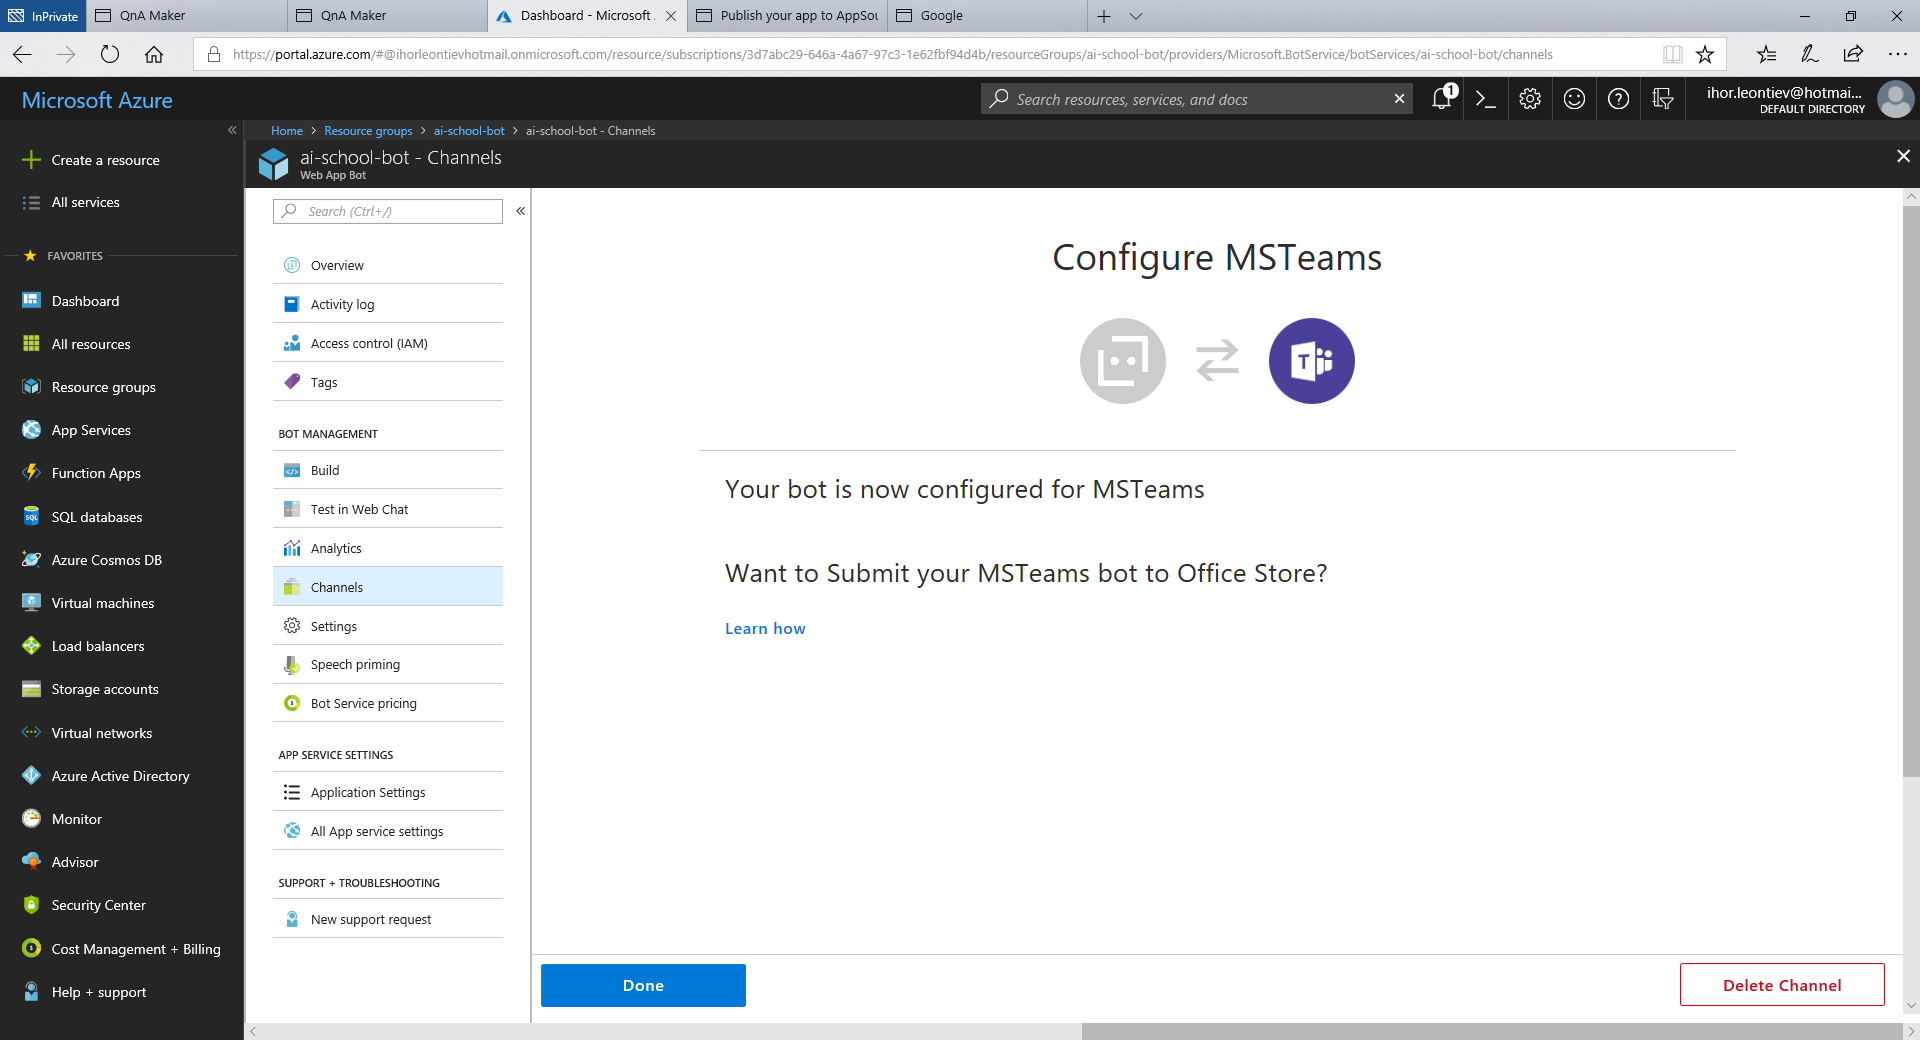 InPrivate
QnA Maker
QnA Maker
Dashboard - Microsoft .
Publish your app to AppSou
Google
https://portal.azure.com/#@ihorleontievhotmail.onmicrosoft.com/resource/subscriptions/3d7abc29-646a-4a67-97c3-1e62fbf94d4b/resourceGroups/ai-school-bot/providers/Microsoft.BotService/botServices/ai-school-bot/channels
Microsoft Azure
Search resources, services, and docs
1
ihor.leontiev@hotmai...
DEFAULT DIRECTORY
Home > Resource groups > ai-school-bot > ai-school-bot - Channels
ai-school-bot - Channels
Web App Bot
Create a resource
All services
FAVORITES
Dashboard
All resources
Resource groups
App Services
Function Apps
SQL databases
Azure Cosmos DB
Virtual machines
Load balancers
Storage accounts
Virtual networks
Azure Active Directory
Monitor
Advisor
Security Center
Cost Management + Billing
Help + support
Search (Ctrl+/)
Overview
Activity log
Access control (IAM)
Tags
BOT MANAGEMENT
Build
Test in Web Chat
Analytics
Channels
Settings
Speech priming
Bot Service pricing
APP SERVICE SETTINGS
Application Settings
All App service settings
SUPPORT + TROUBLESHOOTING
New support request
Configure MSTeams
T
Your bot is now configured for MSTeams
Want to Submit your MSTeams bot to Office Store?
Learn how
Done
Delete Channel